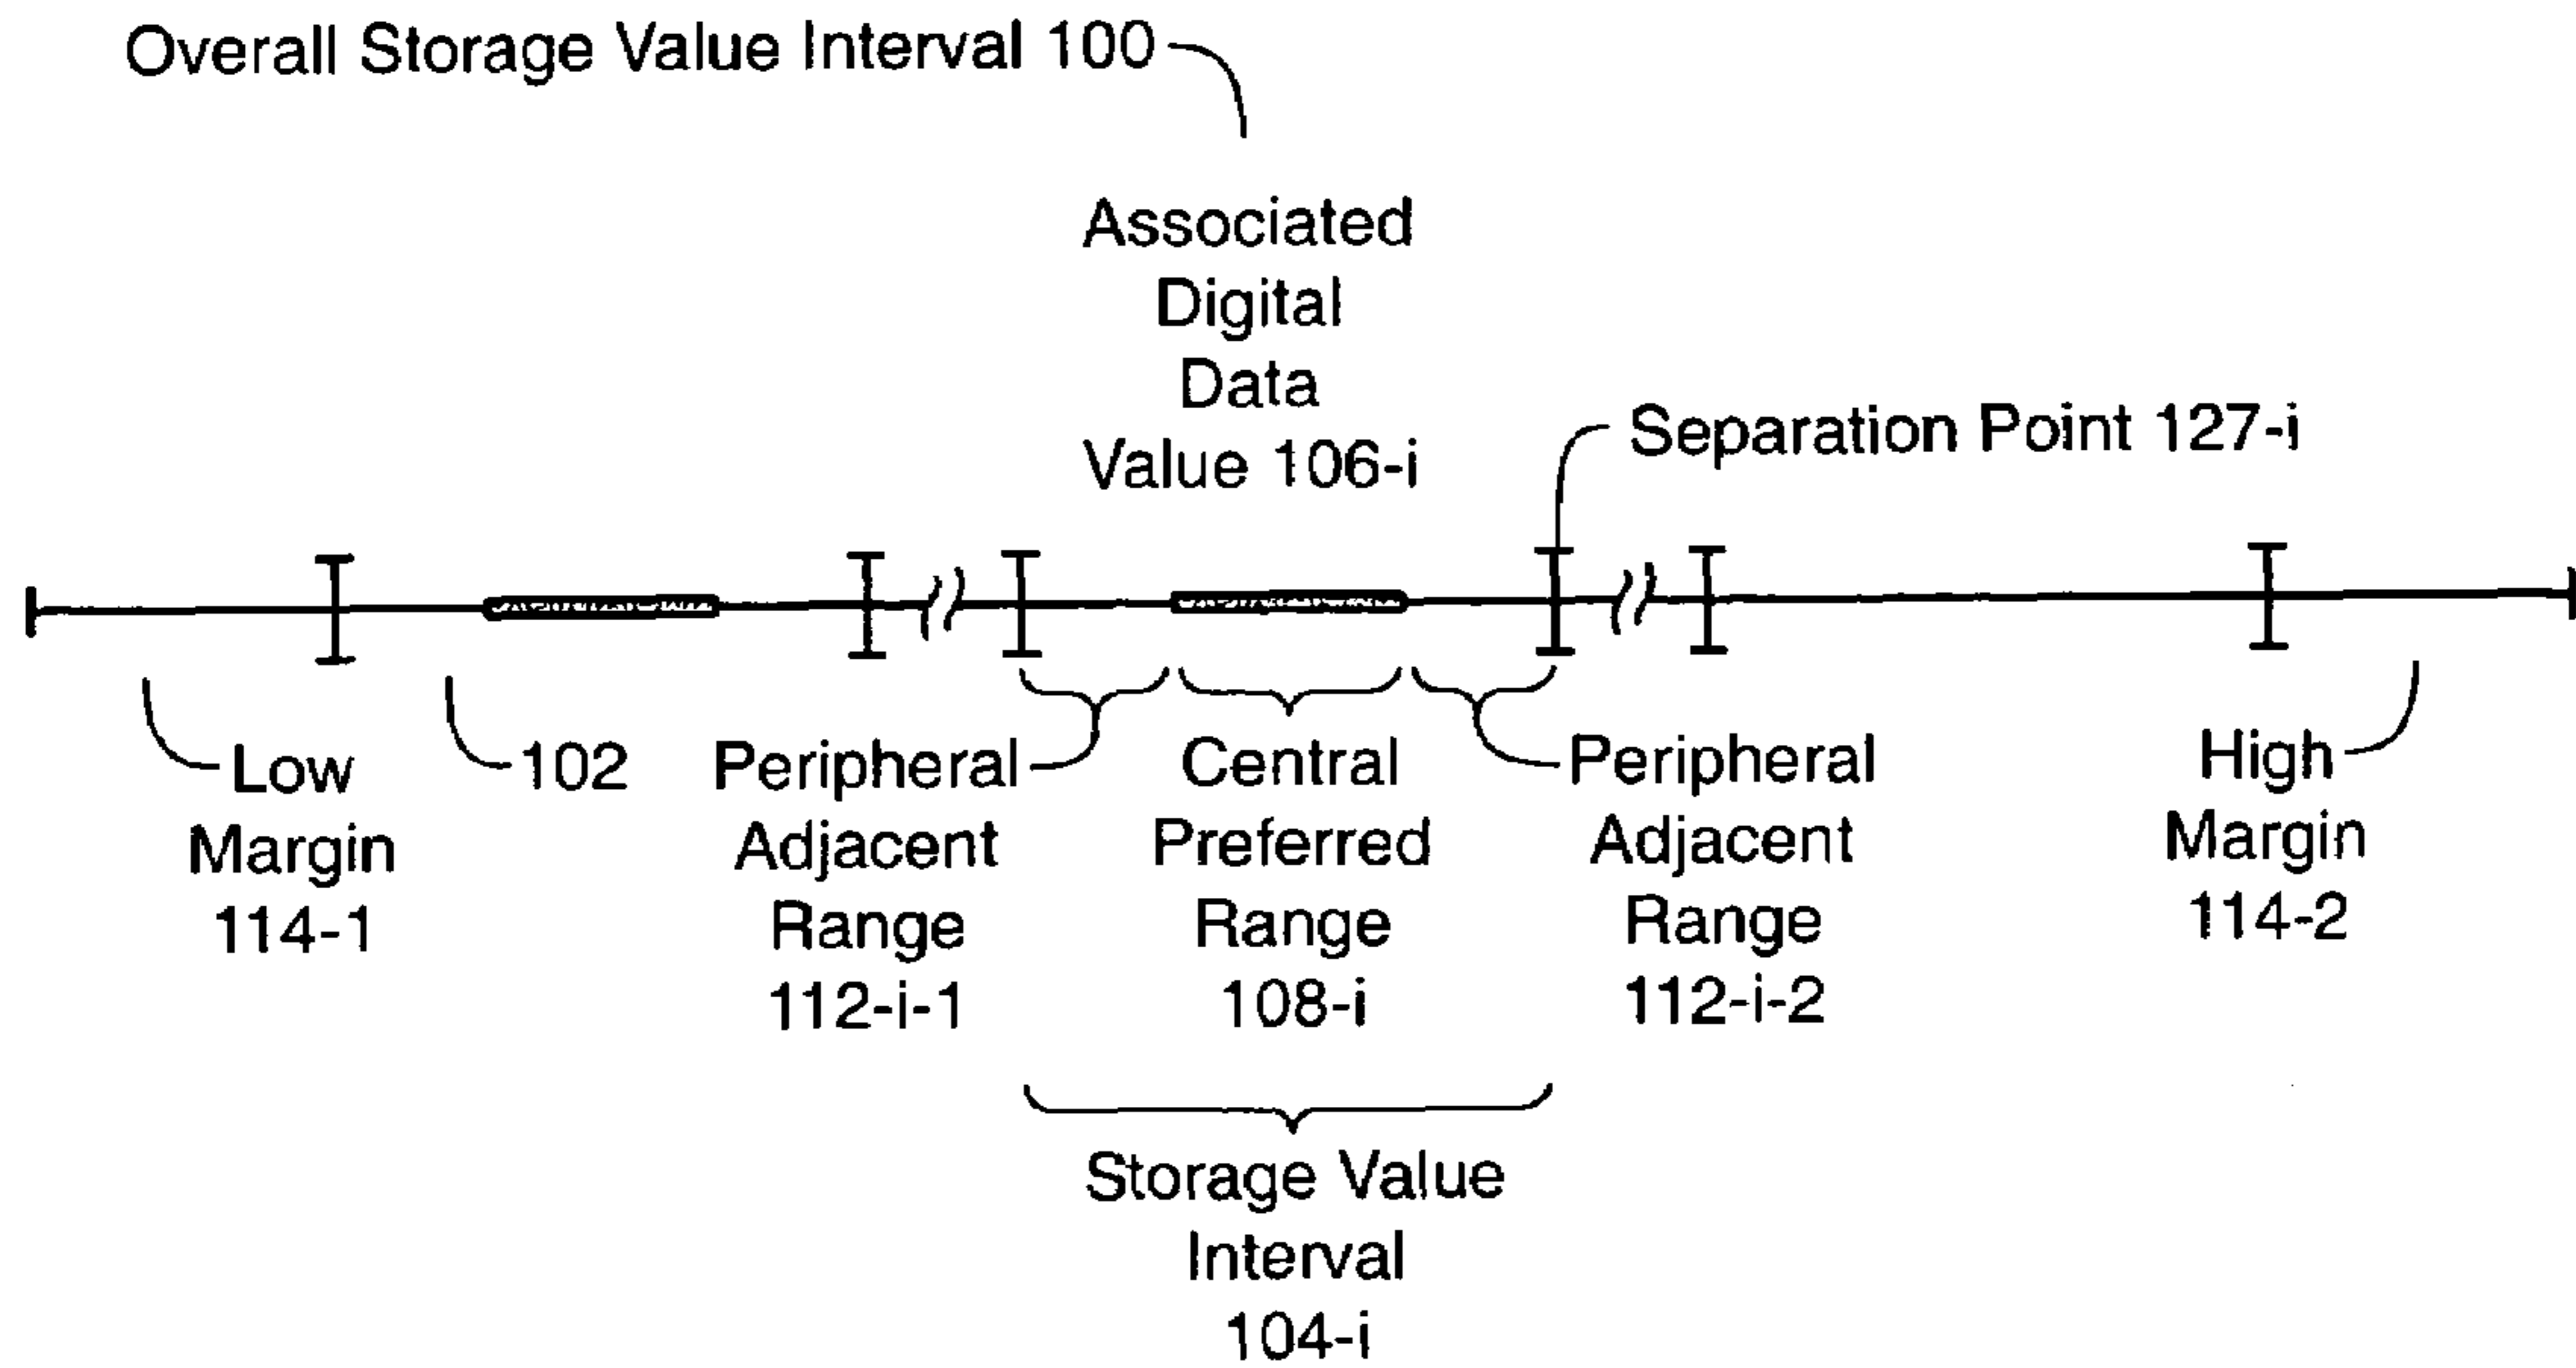 Overall Storage Value Interval 100
Associated
Digital
Data
Value 106-i
Separation Point 127-i
Low
Margin
114-1
102
Peripheral
Adjacent
Range
112-i-1
Central
Preferred
Range
108-i
Peripheral
Adjacent
Range
112-i-2
High
Margin
114-2
Storage Value
Interval
104-i